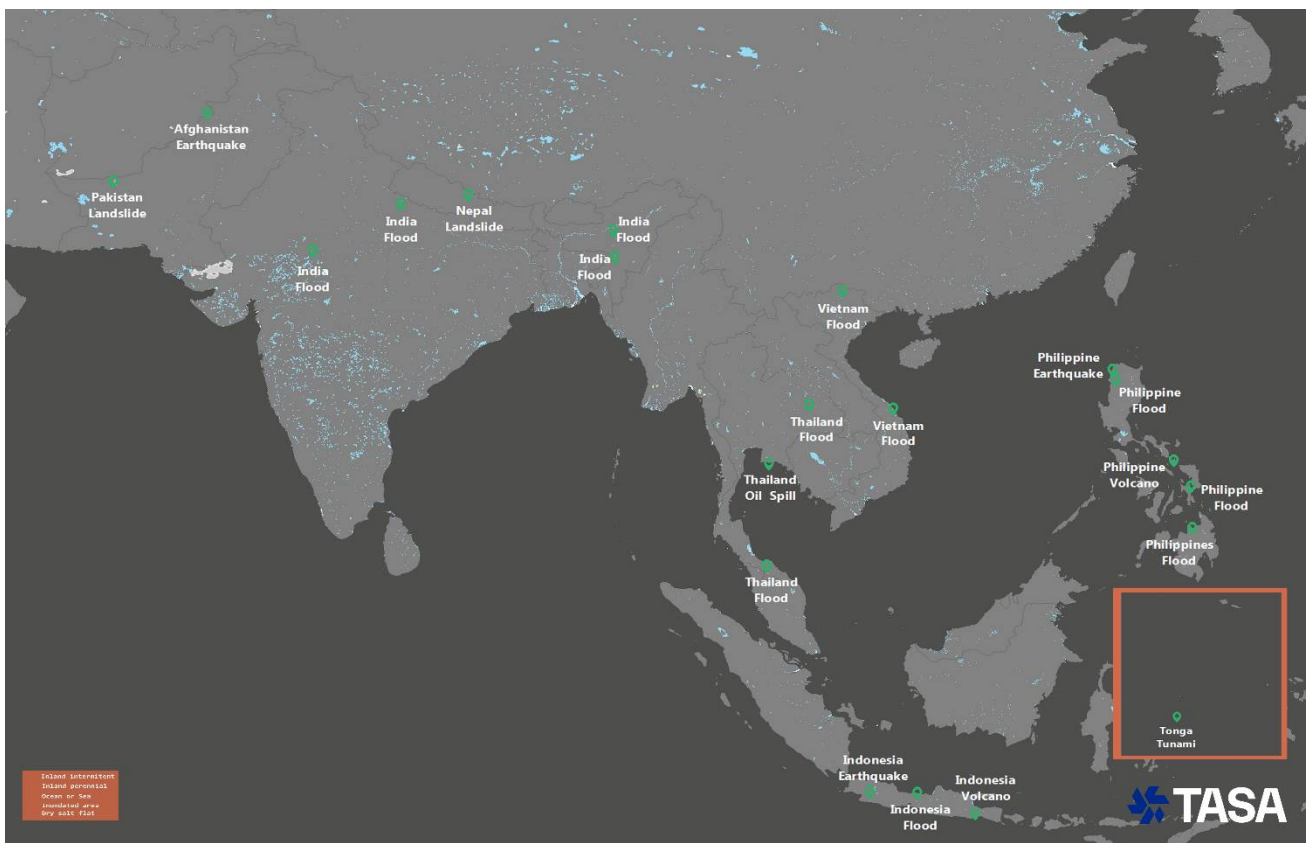 Afghanistan
Earthquake
Pakistan
Landslide
India
Flood
Nepal
Landslide
India
Flood
India
Flood
India
Flood
Vietnam
Flood
Philippine
Earthquake
Philippine
Flood
Thailand
Flood
Vietnam
Flood
Thailand
Oil Spill
Philippine
Volcano
Philippine
Flood
Philippines
Flood
Thailand
Flood
Tonga
Tunami
Indonesia
Earthquake
Indonesia
Volcano
Indonesia
Flood
Inland intermitent
Inland perennial
Ocean or Sea
Inundated area
Dry salt flat
TASA